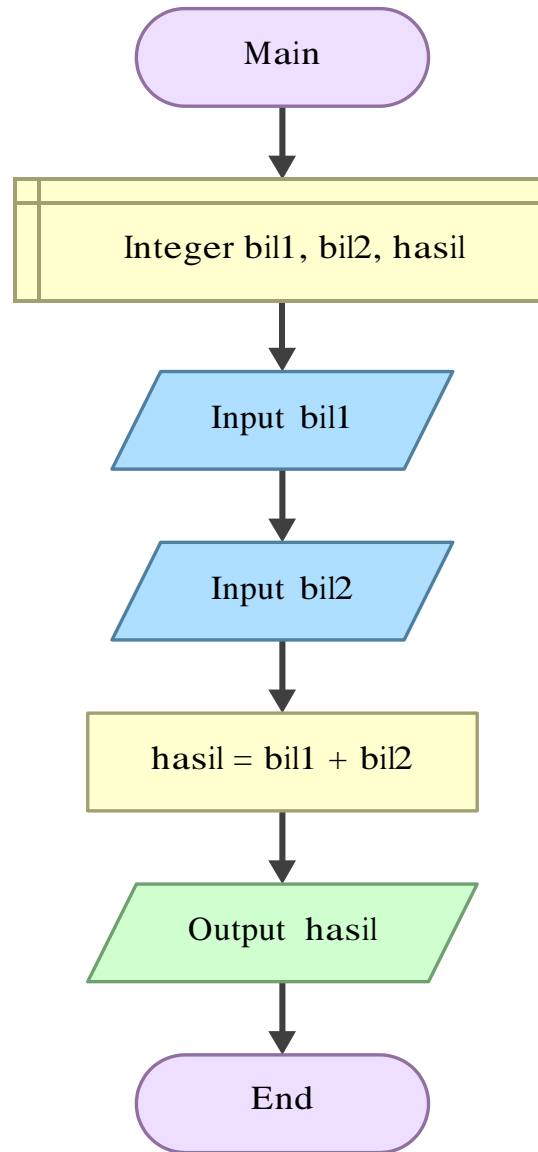 Main
Integer bil1, bil2, hasil
Input bil1
Input bil2
hasil = bil1 + bil2
Output hasil
End